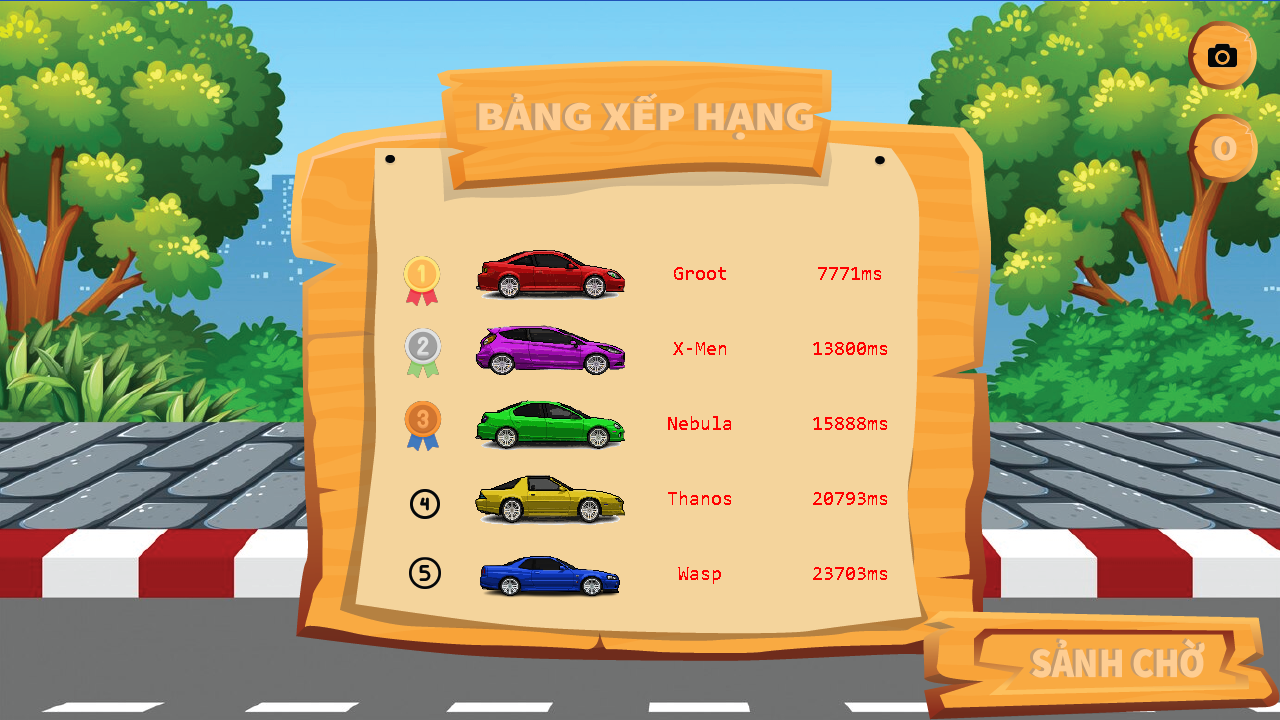 BẢNG XẾP HẠNG
O
1 Groot 7771ms
2 X-Men 13800ms
3 Nebula 15888ms
4 Thanos 20793ms
5 Wasp 23703ms
SẢNH CHỜ